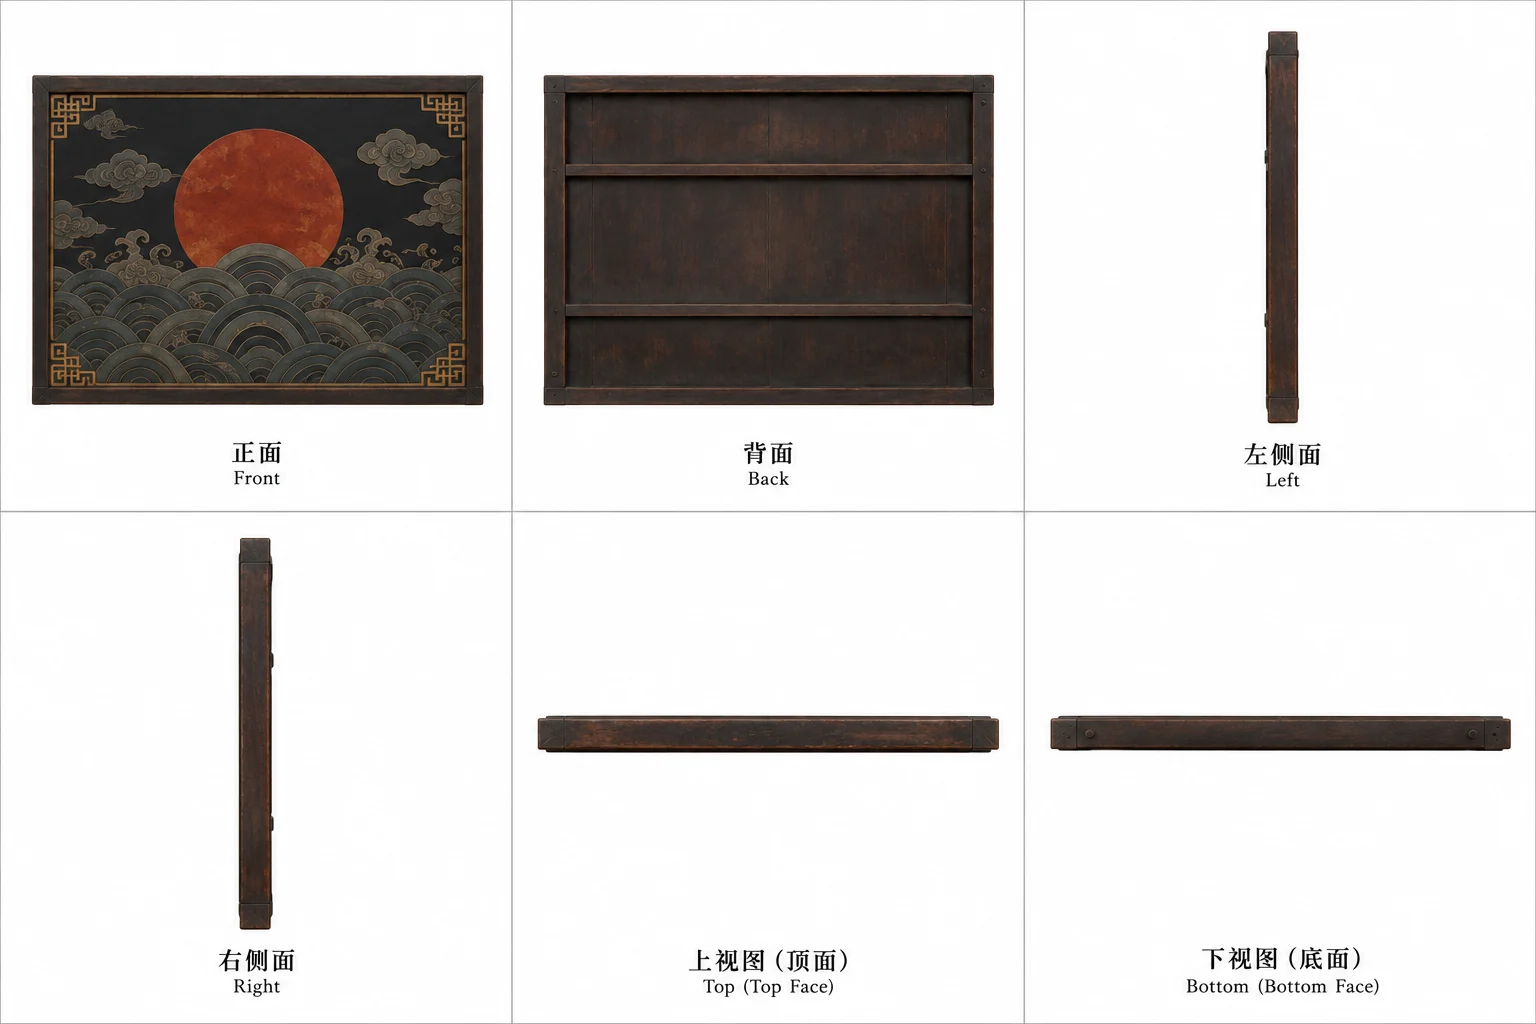 正面
Front
背面
Back
左侧面
Left
右侧面
Right
上视图（顶面）
Top (Top Face)
下视图（底面）
Bottom (Bottom Face)